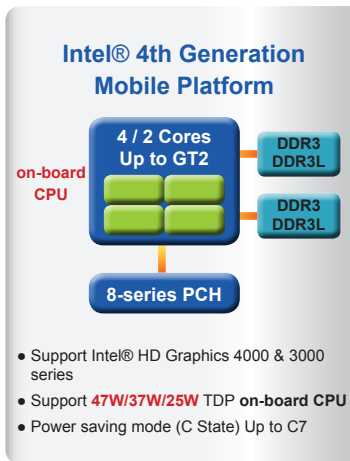 Intel® 4th Generation
Mobile Platform
4 / 2 Cores
Up to GT2
on-board
CPU
DDR3
DDR3L
DDR3
DDR3L
8-series PCH
● Support Intel® HD Graphics 4000 & 3000
series
● Support 47W/37W/25W TDP on-board CPU
● Power saving mode (C State) Up to C7